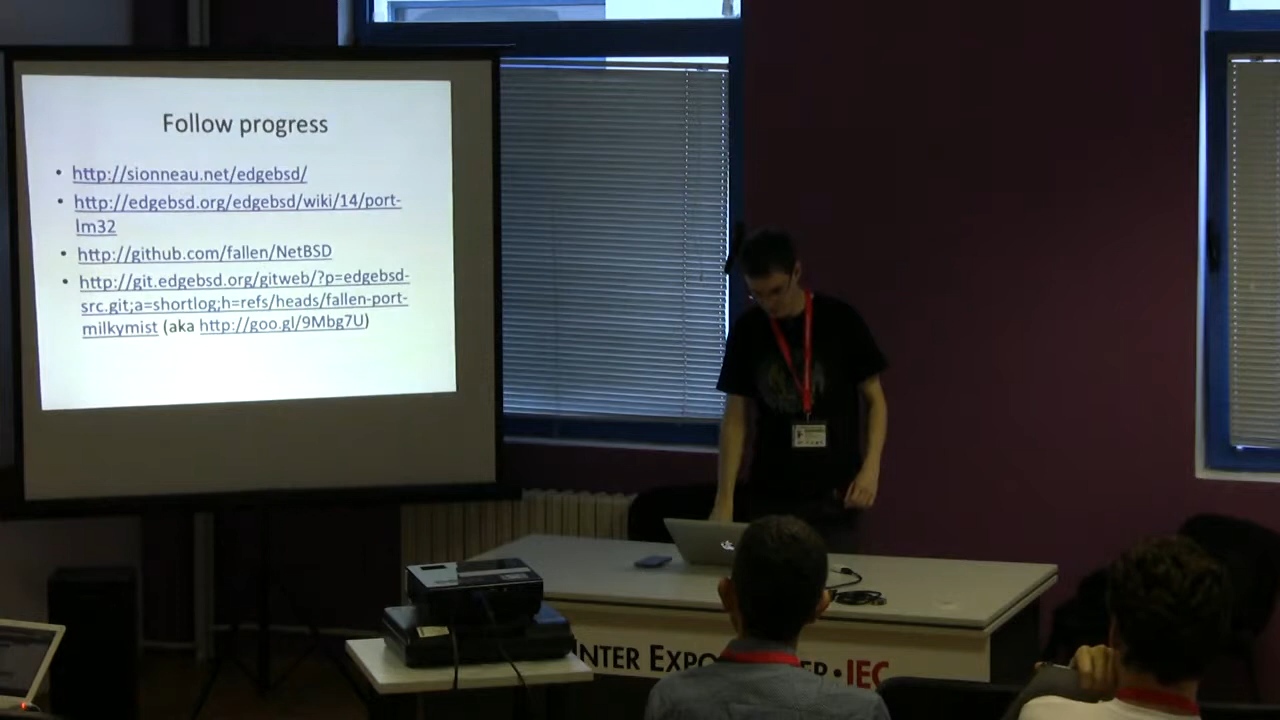 Follow progress
• http://sionneau.net/edgebsd/
• http://edgebsd.org/edgebsd/wiki/14/port-
lm32
• http://github.com/fallen/NetBSD
• http://git.edgebsd.org/gitweb/?p=edgebsd-
src.git;a=shortlog;h=refs/heads/fallen-port-
milkymist (aka http://goo.gl/9Mbg7U)
INTER EXPO ER • IEC